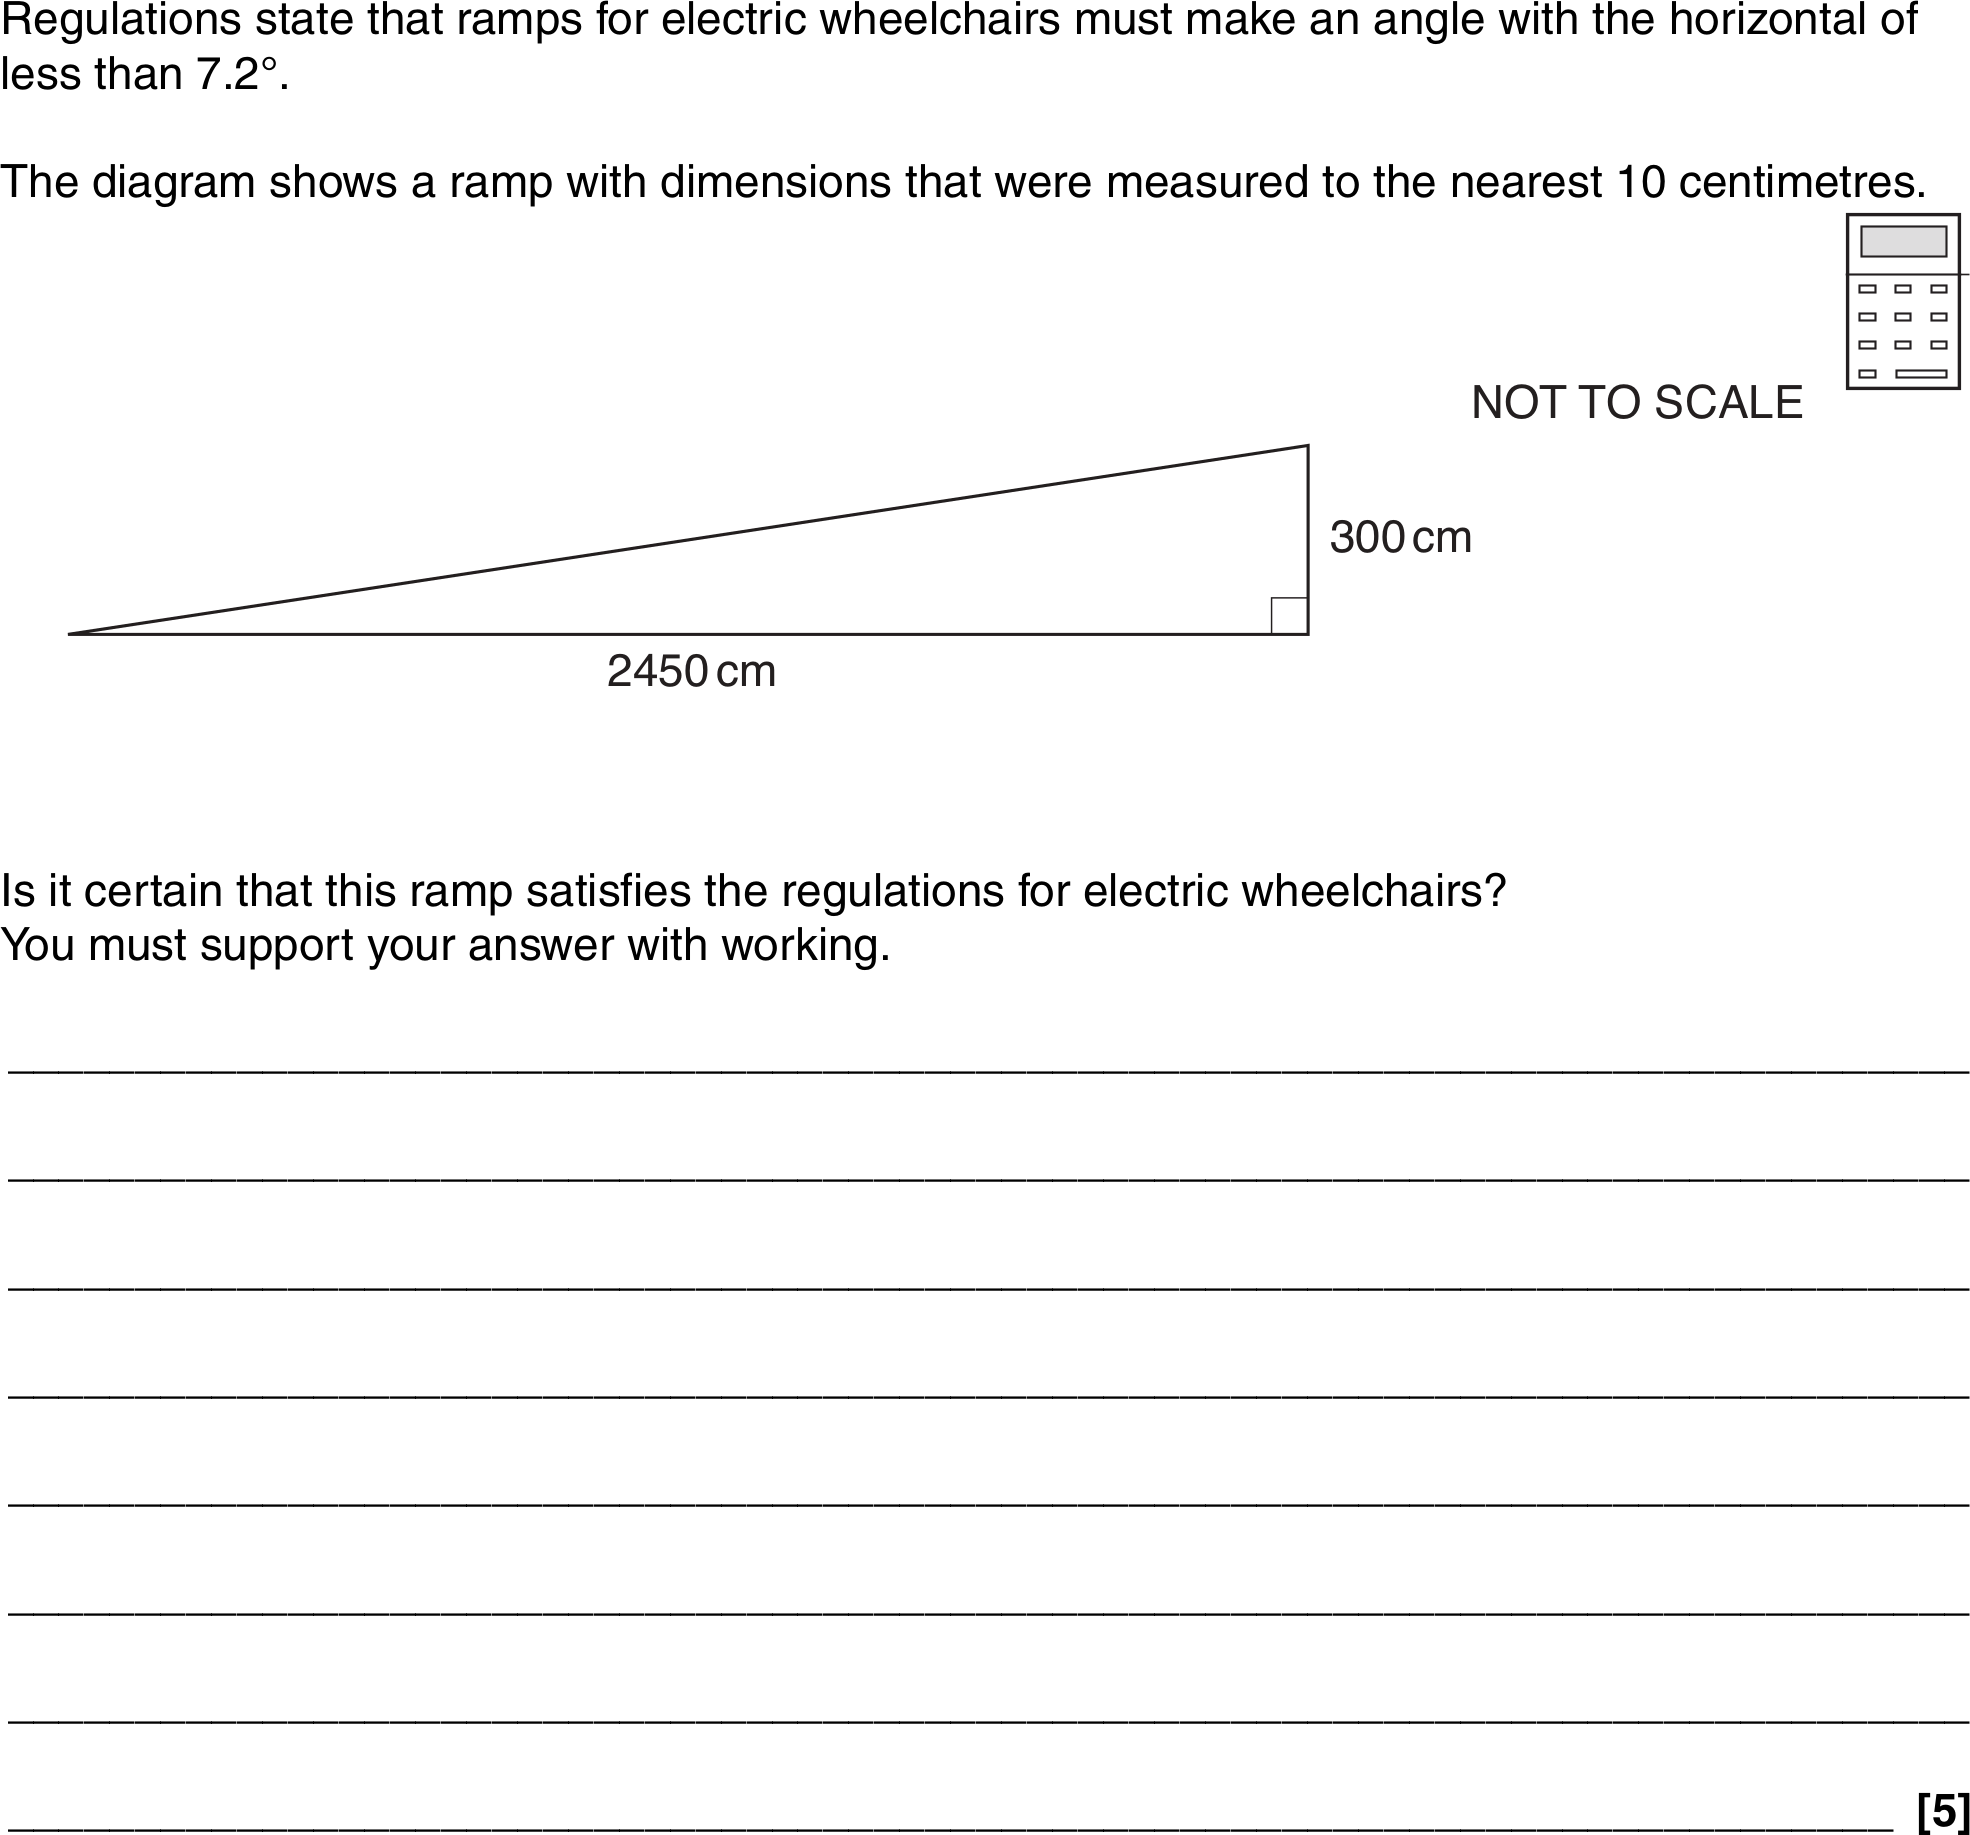 Regulations state that ramps for electric wheelchairs must make an angle with the horizontal of
less than 7.2°.
The diagram shows a ramp with dimensions that were measured to the nearest 10 centimetres.
NOT TO SCALE
300 cm
2450 cm
Is it certain that this ramp satisfies the regulations for electric wheelchairs?
You must support your answer with working.
[5]